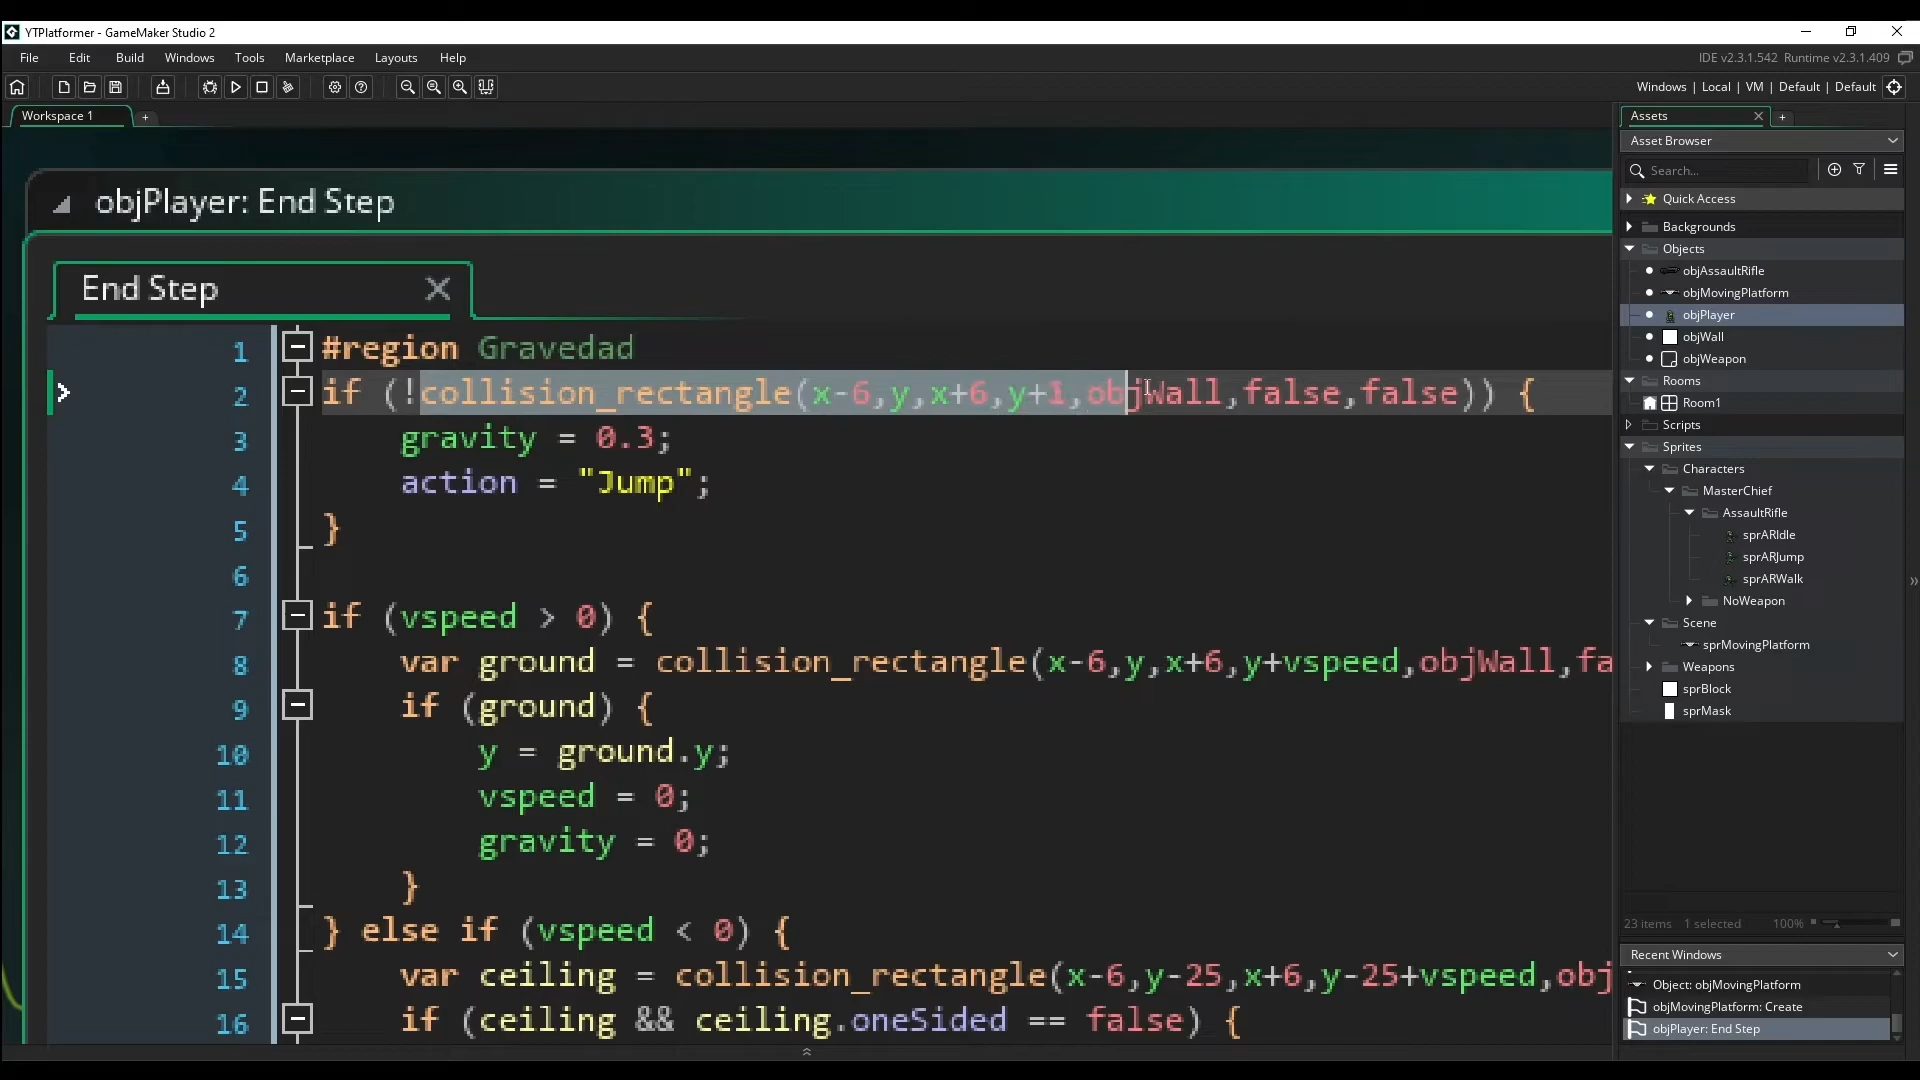 YTPlatformer - GameMaker Studio 2
File Edit Build Windows Tools Marketplace Layouts Help
IDE v2.3.1.542 Runtime v2.3.1.409
Windows | Local | VM | Default | Default
Workspace 1
+
objPlayer: End Step
End Step
1 #region Gravedad
2 if (!collision_rectangle(x-6,y,x+6,y+1,objWall,false,false)) {
3 gravity = 0.3;
4 action = "Jump";
5 }
6
7 if (vspeed > 0) {
8 var ground = collision_rectangle(x-6,y,x+6,y+vspeed,objWall,fa
9 if (ground) {
10 y = ground.y;
11 vspeed = 0;
12 gravity = 0;
13 }
14 } else if (vspeed < 0) {
15 var ceiling = collision_rectangle(x-6,y-25,x+6,y-25+vspeed,obj
16 if (ceiling && ceiling.oneSided == false) {
Assets
+
Asset Browser
Search...
Quick Access
Backgrounds
Objects
objAssaultRifle
objMovingPlatform
objPlayer
objWall
objWeapon
Rooms
Room1
Scripts
Sprites
Characters
MasterChief
AssaultRifle
sprARIdle
sprARJump
sprARWalk
NoWeapon
Scene
sprMovingPlatform
Weapons
sprBlock
sprMask
23 items 1 selected 100%
Recent Windows
Object: objMovingPlatform
objMovingPlatform: Create
objPlayer: End Step